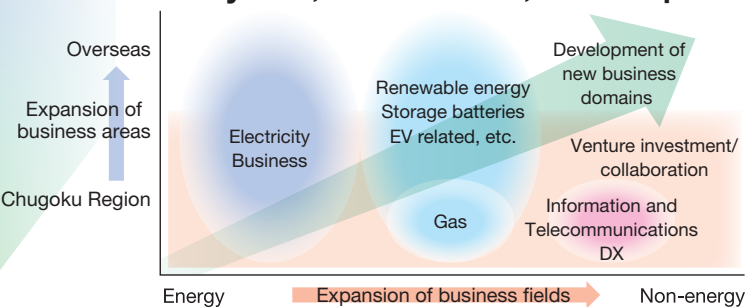 Overseas
Expansion of
business areas
Chugoku Region
Electricity
Business
Renewable energy
Storage batteries
EV related, etc.
Gas
Development of
new business
domains
Venture investment/
collaboration
Information and
Telecommunications
DX
Energy
Expansion of business fields
Non-energy